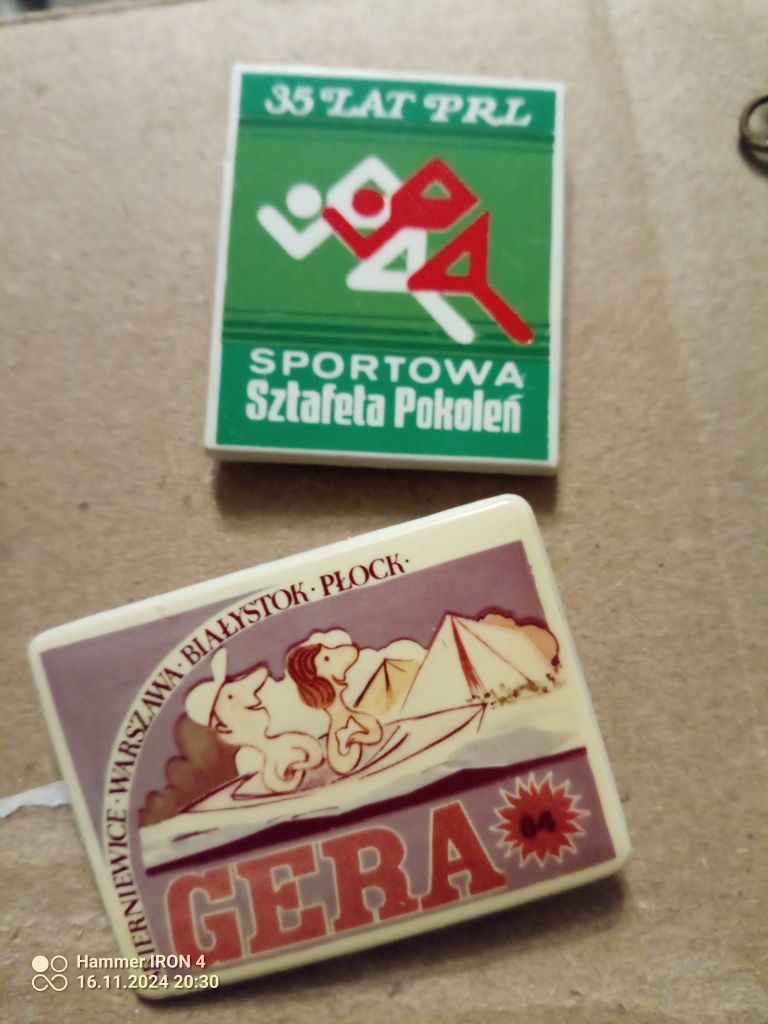 35 LAT PRL
SPORTOWA
Sztafeta Pokoleń
WARSZAWA · BIAŁYSTOK · PŁOCK ·
GERA
84
Hammer IRON 4
16.11.2024 20:30